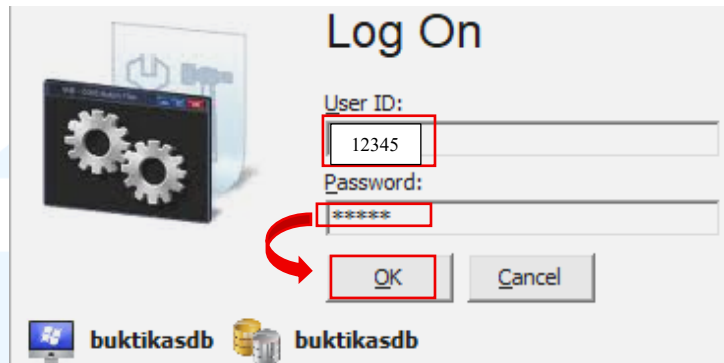 Log On
User ID:
12345
Password:
*****
OK
Cancel
buktikasdb
buktikasdb